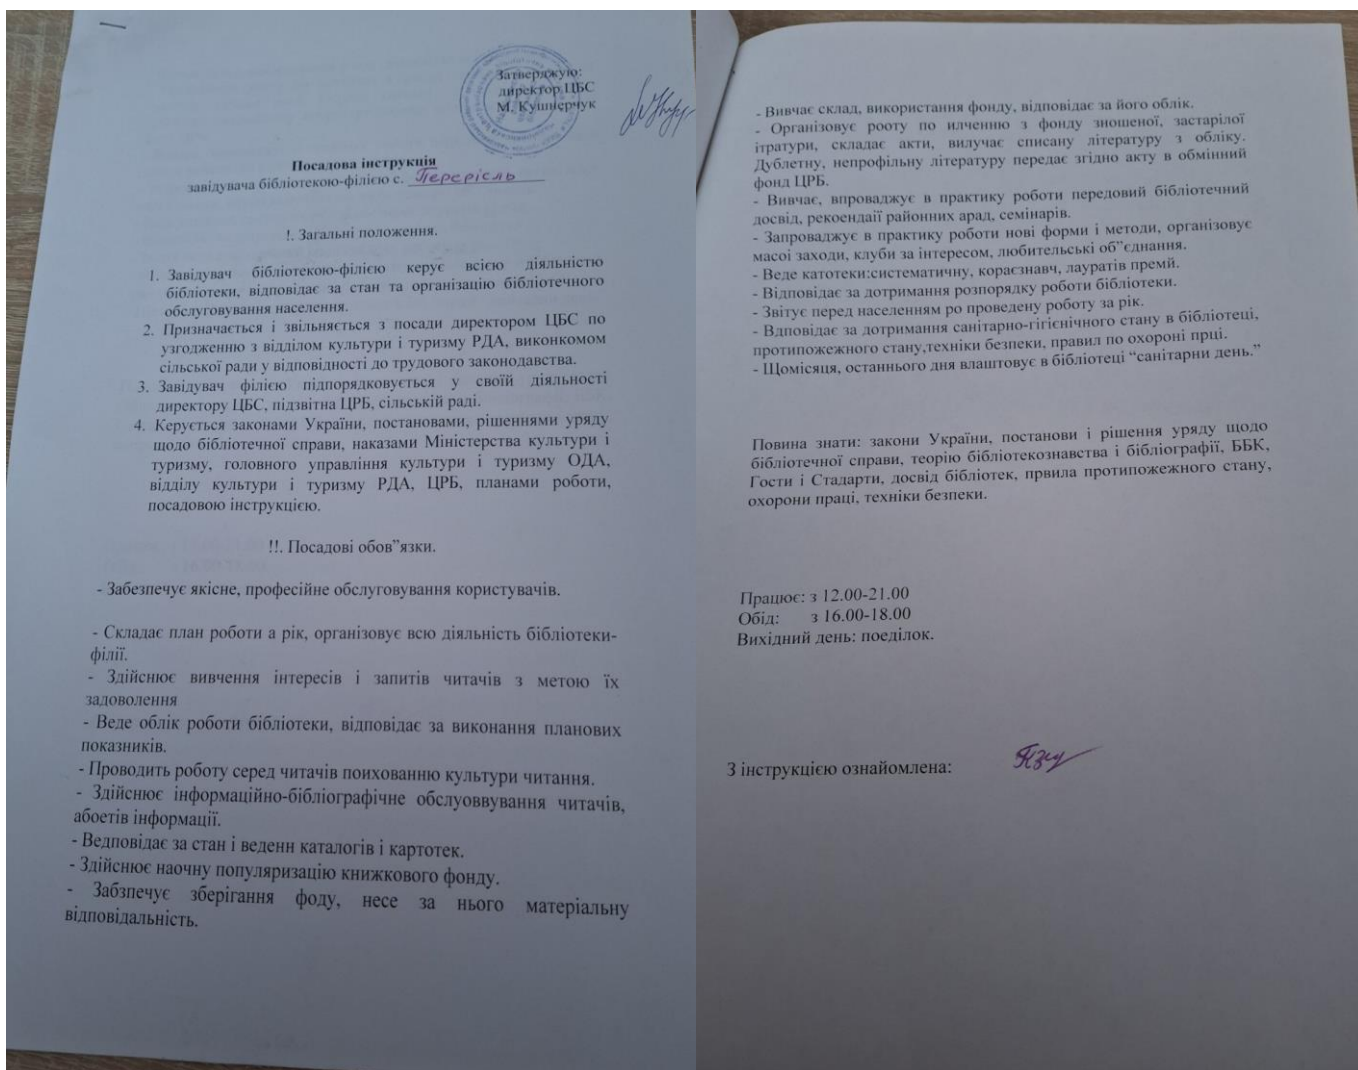 Затверджую:
директор ЦБС
М. Кушнерчук
Посадова інструкція
завідувача бібліотекою-філією с. Перерісль
!. Загальні положення.
1. Завідувач бібліотекою-філією керує всією діяльністю
бібліотеки, відповідає за стан та організацію бібліотечного
обслуговування населення.
2. Призначається і звільняється з посади директором ЦБС по
узгодженню з відділом культури і туризму РДА, виконкомом
сільської ради у відповідності до трудового законодавства.
3. Завідувач філією підпорядковується у своїй діяльності
директору ЦБС, підзвітна ЦРБ, сільській раді.
4. Керується законами України, постановами, рішеннями уряду
щодо бібліотечної справи, наказами Міністерства культури і
туризму, головного управління культури і туризму ОДА,
відділу культури і туризму РДА, ЦРБ, планами роботи,
посадовою інструкцією.
!!. Посадові обов”язки.
- Забезпечує якісне, професійне обслуговування користувачів.
- Складає план роботи а рік, організовує всю діяльність бібліотеки-
філії.
- Здійснює вивчення інтересів і запитів читачів з метою їх
задоволення
- Веде облік роботи бібліотеки, відповідає за виконання планових
показників.
- Проводить роботу серед читачів поихованню культури читання.
- Здійснює інформаційно-бібліографічне обслуоввування читачів,
абоетів інформації.
- Ведповідає за стан і веденн каталогів і картотек.
- Здійснює наочну популяризацію книжкового фонду.
- Забзпечує зберігання фоду, несе за нього матеріальну
відповідальність.
- Вивчає склад, використання фонду, відповідає за його облік.
- Організовує рооту по илченню з фонду зношеної, застарілої
ітратури, складає акти, вилучає списану літературу з обліку.
Дублетну, непрофільну літературу передає згідно акту в обмінний
фонд ЦРБ.
- Вивчає, впроваджує в практику роботи передовий бібліотечний
досвід, рекоендаії районних арад, семінарів.
- Запроваджує в практику роботи нові форми і методи, організовує
масоі заходи, клуби за інтересом, любительські об”єднання.
- Веде катотеки:систематичну, кораєзнавч, лауратів премй.
- Відповідає за дотримання розпорядку роботи бібліотеки.
- Звітує перед населенням ро проведену роботу за рік.
- Вдповідає за дотримання санітарно-гігієнічного стану в бібліотеці,
протипожежного стану,техніки безпеки, правил по охороні прці.
- Щомісяця, останнього дня влаштовує в бібліотеці “санітарни день.”
Повина знати: закони України, постанови і рішення уряду щодо
бібліотечної справи, теорію бібліотекознавства і бібліографії, ББК,
Гости і Стадарти, досвід бібліотек, првила протипожежного стану,
охорони праці, техніки безпеки.
Працює: з 12.00-21.00
Обід: з 16.00-18.00
Вихідний день: поеділок.
З інструкцією ознайомлена: